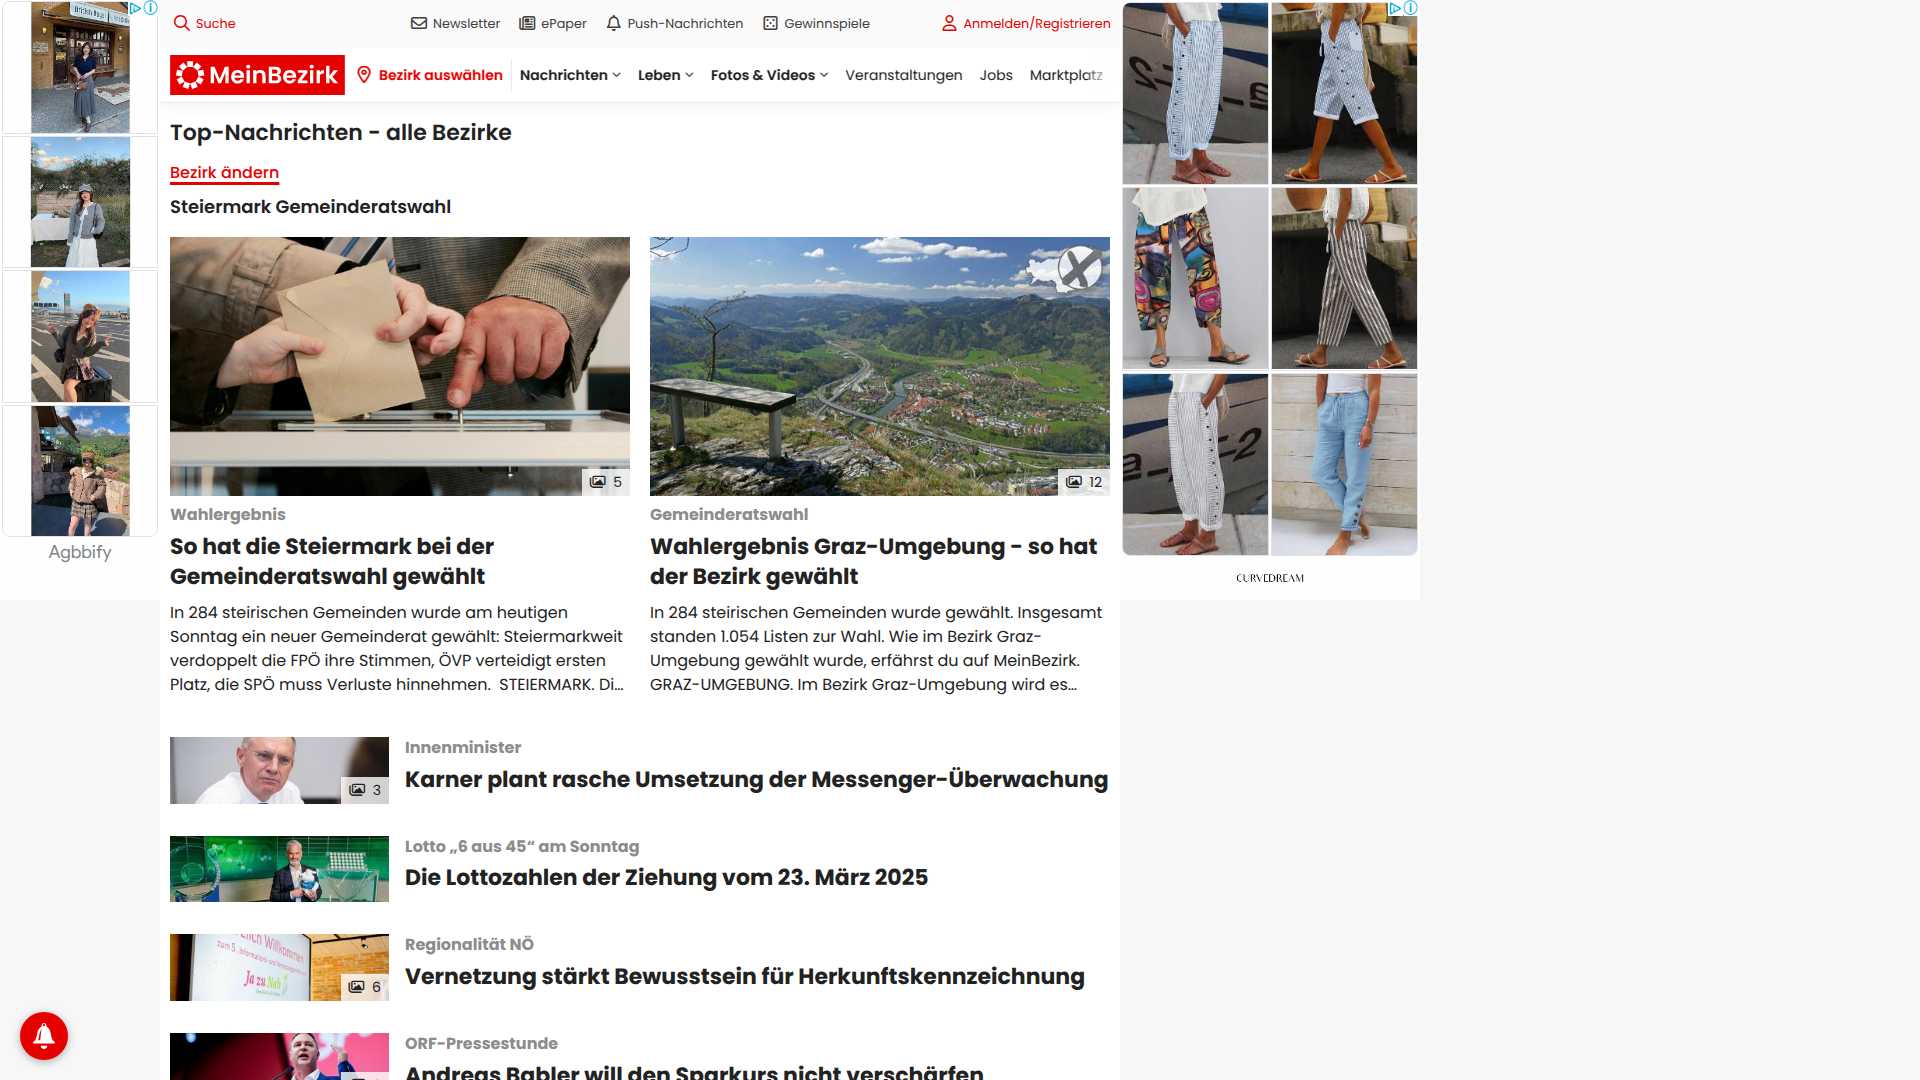 Suche
Newsletter
ePaper
Push-Nachrichten
Gewinnspiele
Anmelden/Registrieren
MeinBezirk
Bezirk auswählen
Nachrichten
Leben
Fotos & Videos
Veranstaltungen
Jobs
Marktplatz
Top-Nachrichten - alle Bezirke
Bezirk ändern
Steiermark Gemeinderatswahl
5
Wahlergebnis
So hat die Steiermark bei der
Gemeinderatswahl gewählt
In 284 steirischen Gemeinden wurde am heutigen
Sonntag ein neuer Gemeinderat gewählt: Steiermarkweit
verdoppelt die FPÖ ihre Stimmen, ÖVP verteidigt ersten
Platz, die SPÖ muss Verluste hinnehmen. STEIERMARK. Di...
12
Gemeinderatswahl
Wahlergebnis Graz-Umgebung - so hat
der Bezirk gewählt
In 284 steirischen Gemeinden wurde gewählt. Insgesamt
standen 1.054 Listen zur Wahl. Wie im Bezirk Graz-
Umgebung gewählt wurde, erfährst du auf MeinBezirk.
GRAZ-UMGEBUNG. Im Bezirk Graz-Umgebung wird es...
3
Innenminister
Karner plant rasche Umsetzung der Messenger-Überwachung
Lotto „6 aus 45“ am Sonntag
Die Lottozahlen der Ziehung vom 23. März 2025
Willkommen
Ja zu Nah
6
Regionalität NÖ
Vernetzung stärkt Bewusstsein für Herkunftskennzeichnung
ORF-Pressestunde
Andreas Babler will den Sparkurs nicht verschärfen
Agbbify
CURVEDREAM